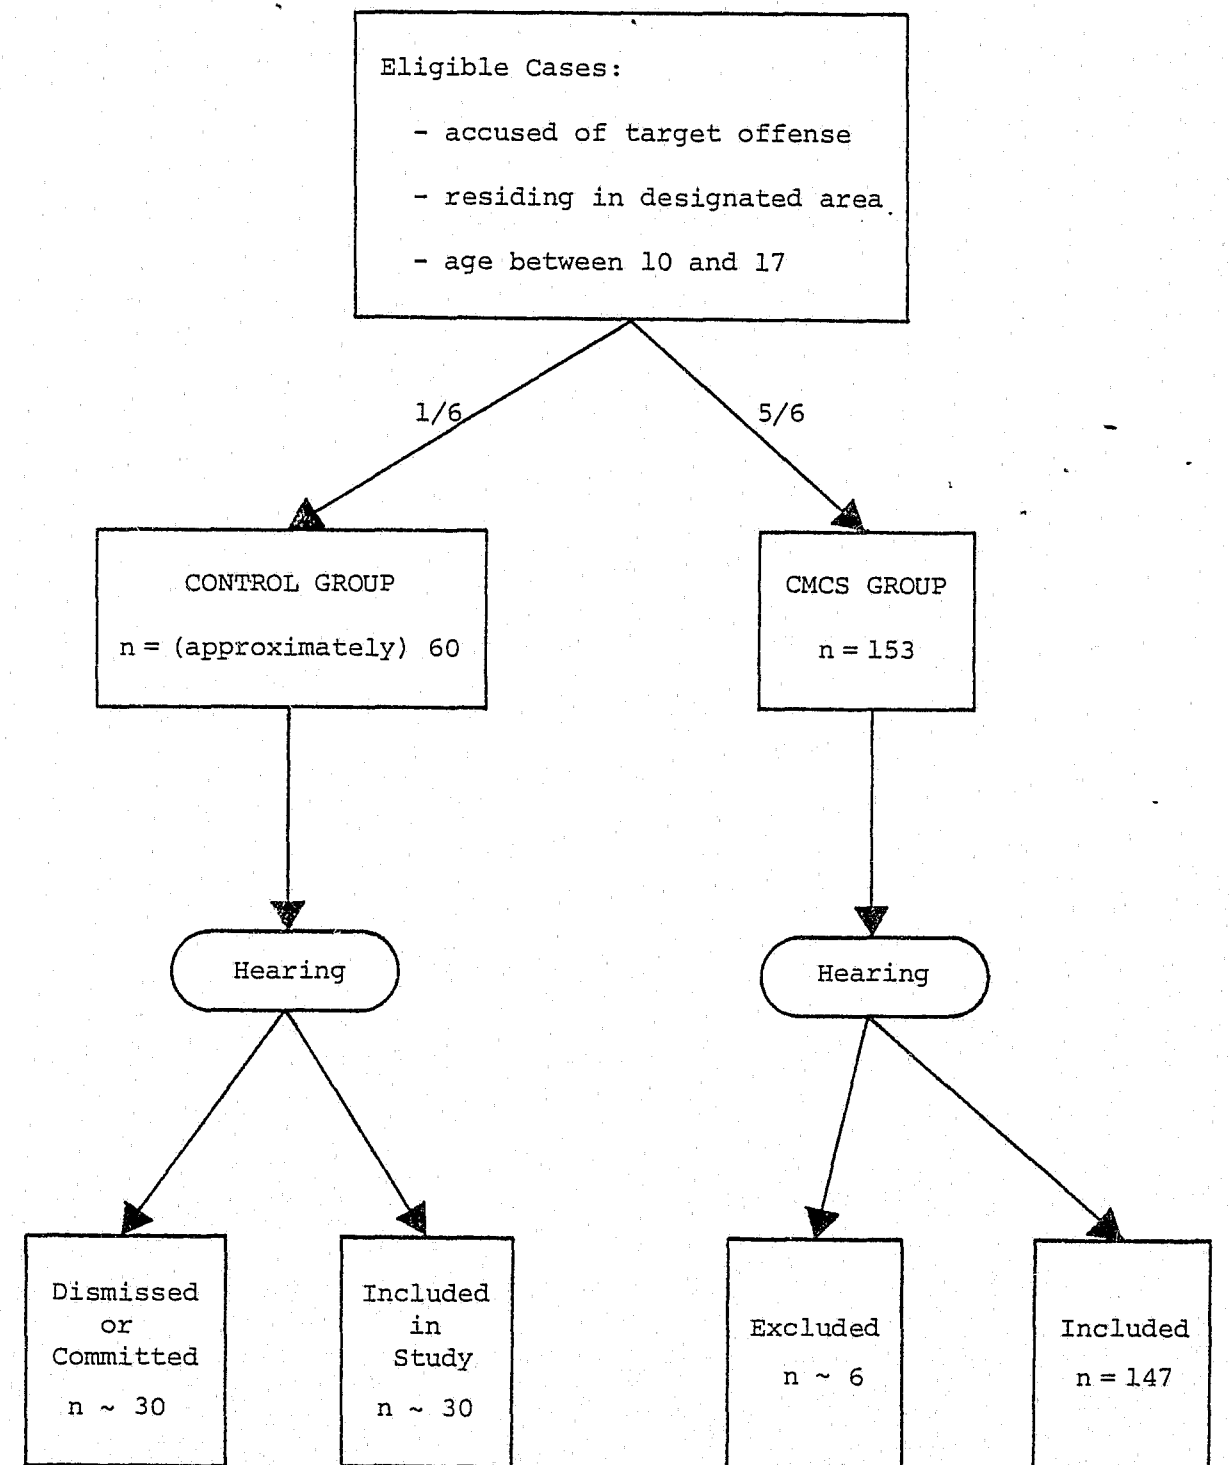 Eligible Cases:
- accused of target offense
- residing in designated area
- age between 10 and 17
1/6
5/6
CONTROL GROUP
n = (approximately) 60
CMCS GROUP
n = 153
Hearing
Hearing
Dismissed
or
Committed
n ~ 30
Included
in
Study
n ~ 30
Excluded
n ~ 6
Included
n = 147